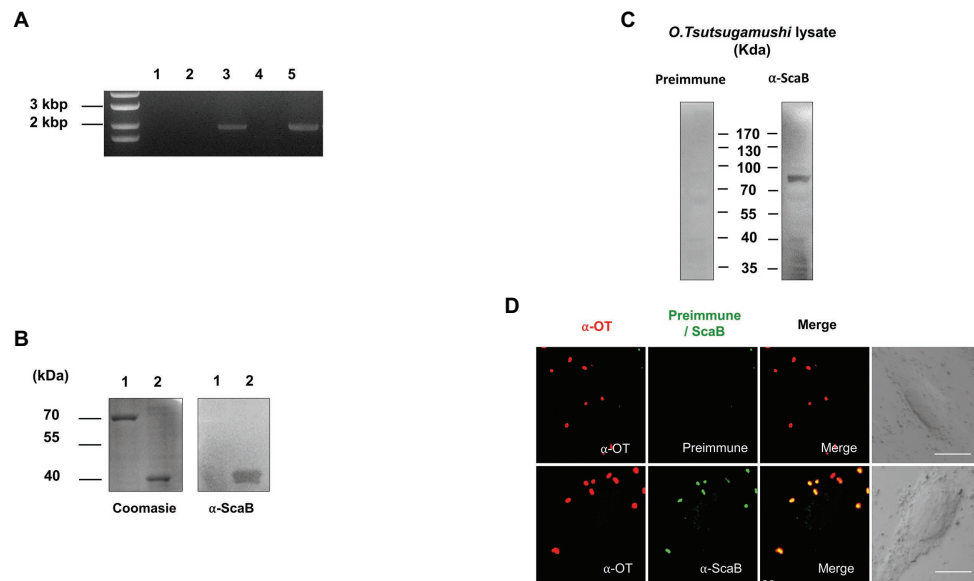 A
1 2 3 4 5
3 kbp
2 kbp
B
(kDa)
1 2 1 2
70
55
40
Coomasie α-ScaB
C
O.Tsutsugamushi lysate
(Kda)
Preimmune α-ScaB
170
130
100
70
55
40
35
D
α-OT Preimmune / ScaB Merge
α-OT Preimmune Merge
α-OT α-ScaB Merge